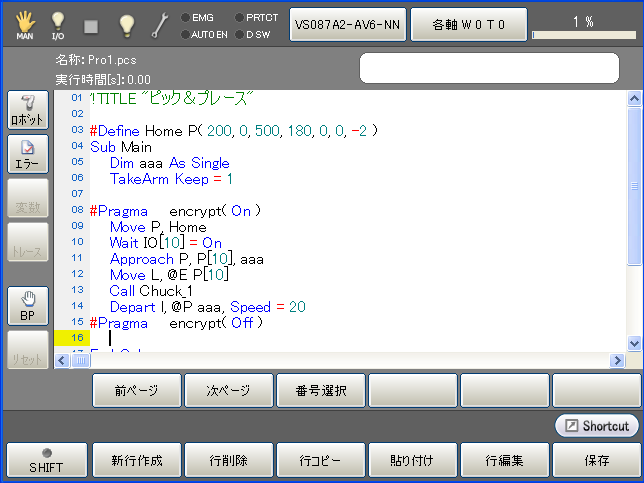 MAN
I/O
EMG
AUTO EN
PRTCT
D SW
VS087A2-AV6-NN
各軸 W 0 T 0
1 %
名称: Pro1.pcs
実行時間[s]: 0.00
ロボット
エラー
変数
トレース
BP
リセット
01 !TITLE "ピック＆プレース"
02
03 #Define Home P( 200, 0, 500, 180, 0, 0, -2 )
04 Sub Main
05 Dim aaa As Single
06 TakeArm Keep = 1
07
08 #Pragma encrypt( On )
09 Move P, Home
10 Wait IO[10] = On
11 Approach P, P[10], aaa
12 Move L, @E P[10]
13 Call Chuck_1
14 Depart l, @P aaa, Speed = 20
15 #Pragma encrypt( Off )
16
前ページ
次ページ
番号選択
Shortcut
SHIFT
新行作成
行削除
行コピー
貼り付け
行編集
保存